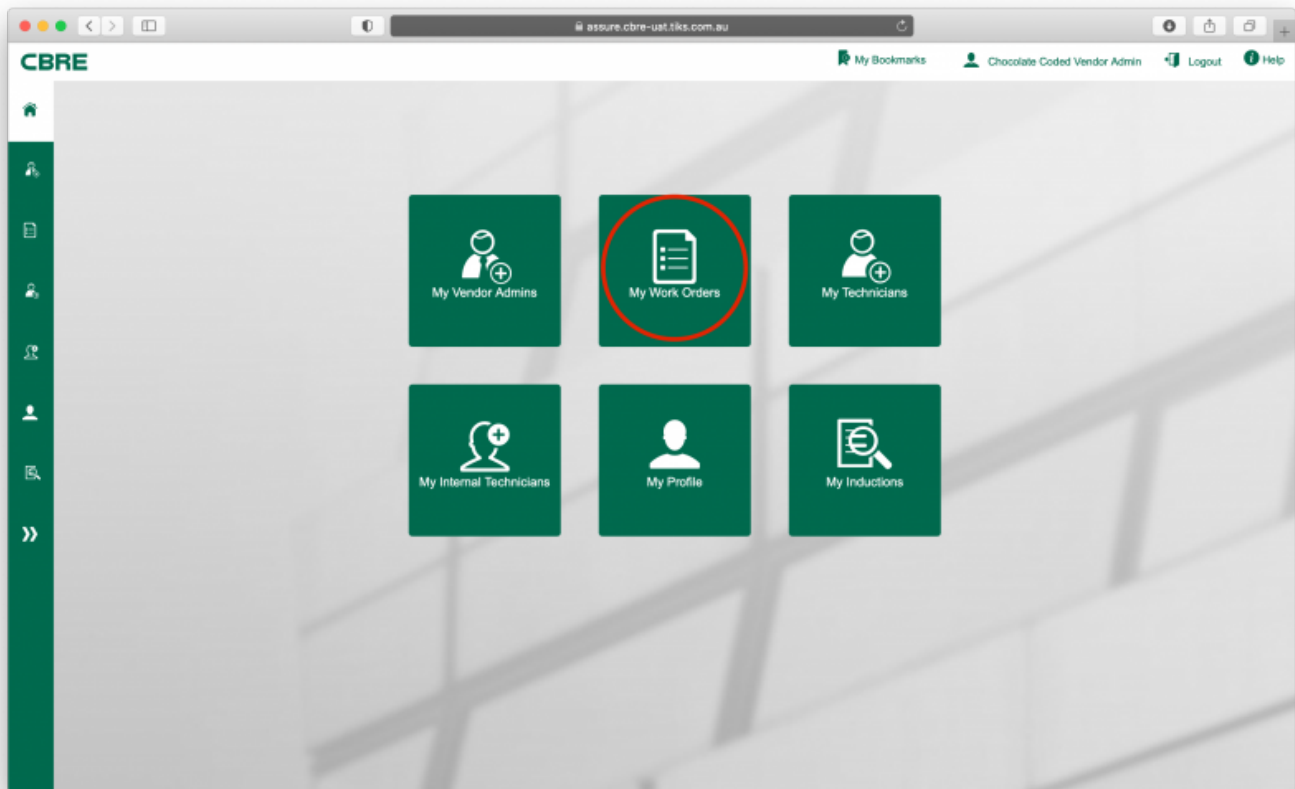 assure.cbre-uat.tiks.com.au
CBRE
My Bookmarks
Chocolate Coded Vendor Admin
Logout
Help
My Vendor Admins
My Work Orders
My Technicians
My Internal Technicians
My Profile
My Inductions